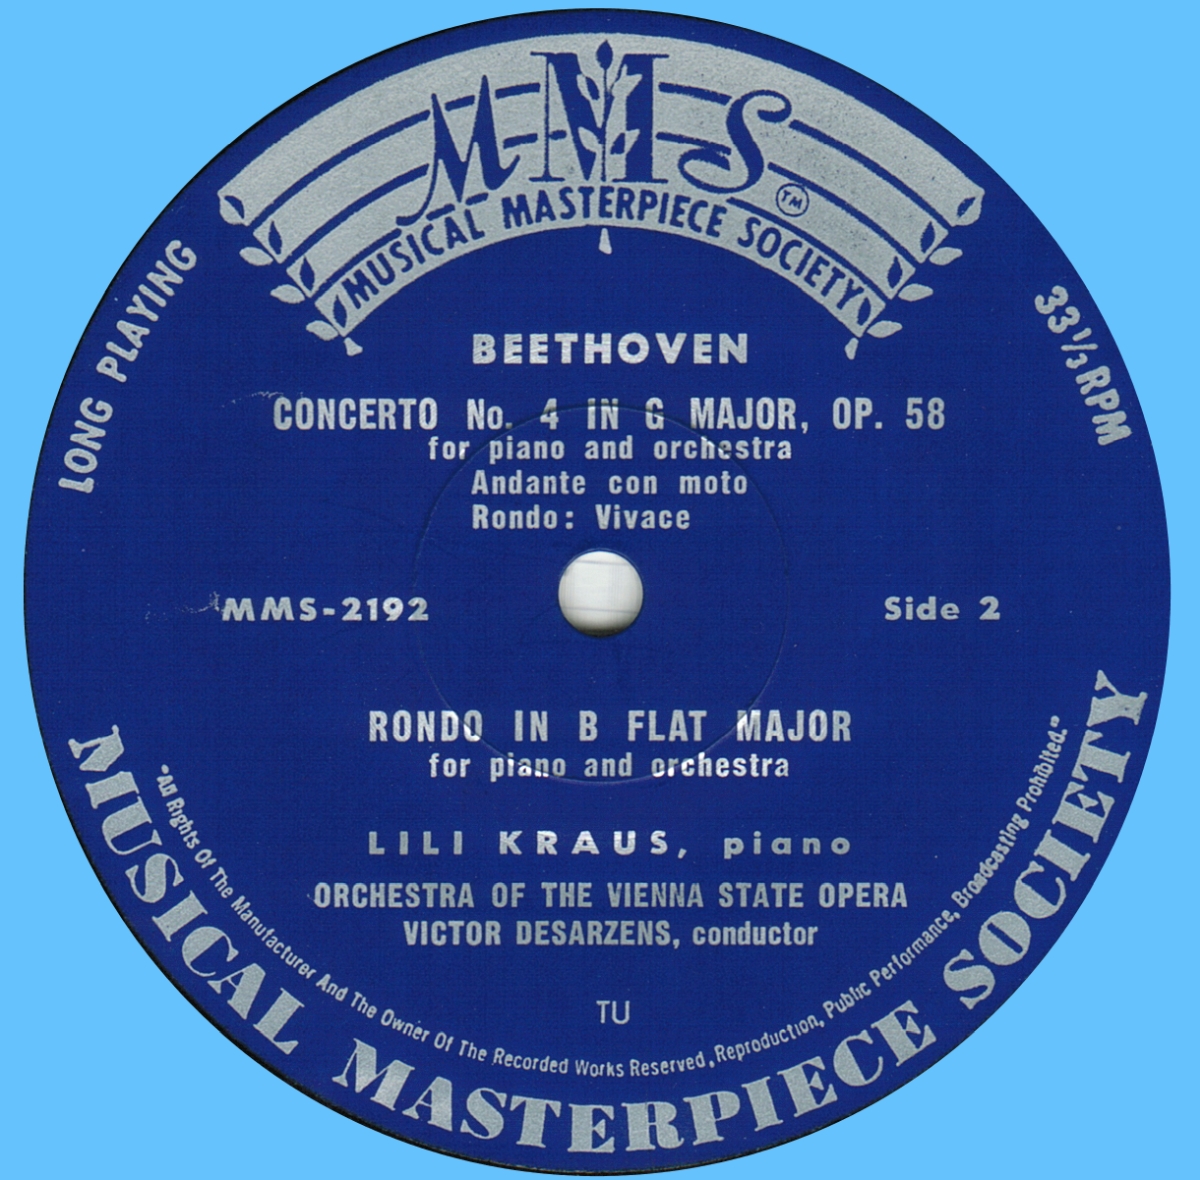 MMS
TM
MUSICAL MASTERPIECE SOCIETY
LONG PLAYING
33 1/3 RPM
BEETHOVEN
CONCERTO No. 4 IN G MAJOR, OP. 58
for piano and orchestra
Andante con moto
Rondo: Vivace
MMS-2192
Side 2
RONDO IN B FLAT MAJOR
for piano and orchestra
LILI KRAUS, piano
ORCHESTRA OF THE VIENNA STATE OPERA
VICTOR DESARZENS, conductor
TU
"All Rights Of The Manufacturer And The Owner Of The Recorded Works Reserved, Reproduction, Public Performance, Broadcasting Prohibited."
MUSICAL MASTERPIECE SOCIETY